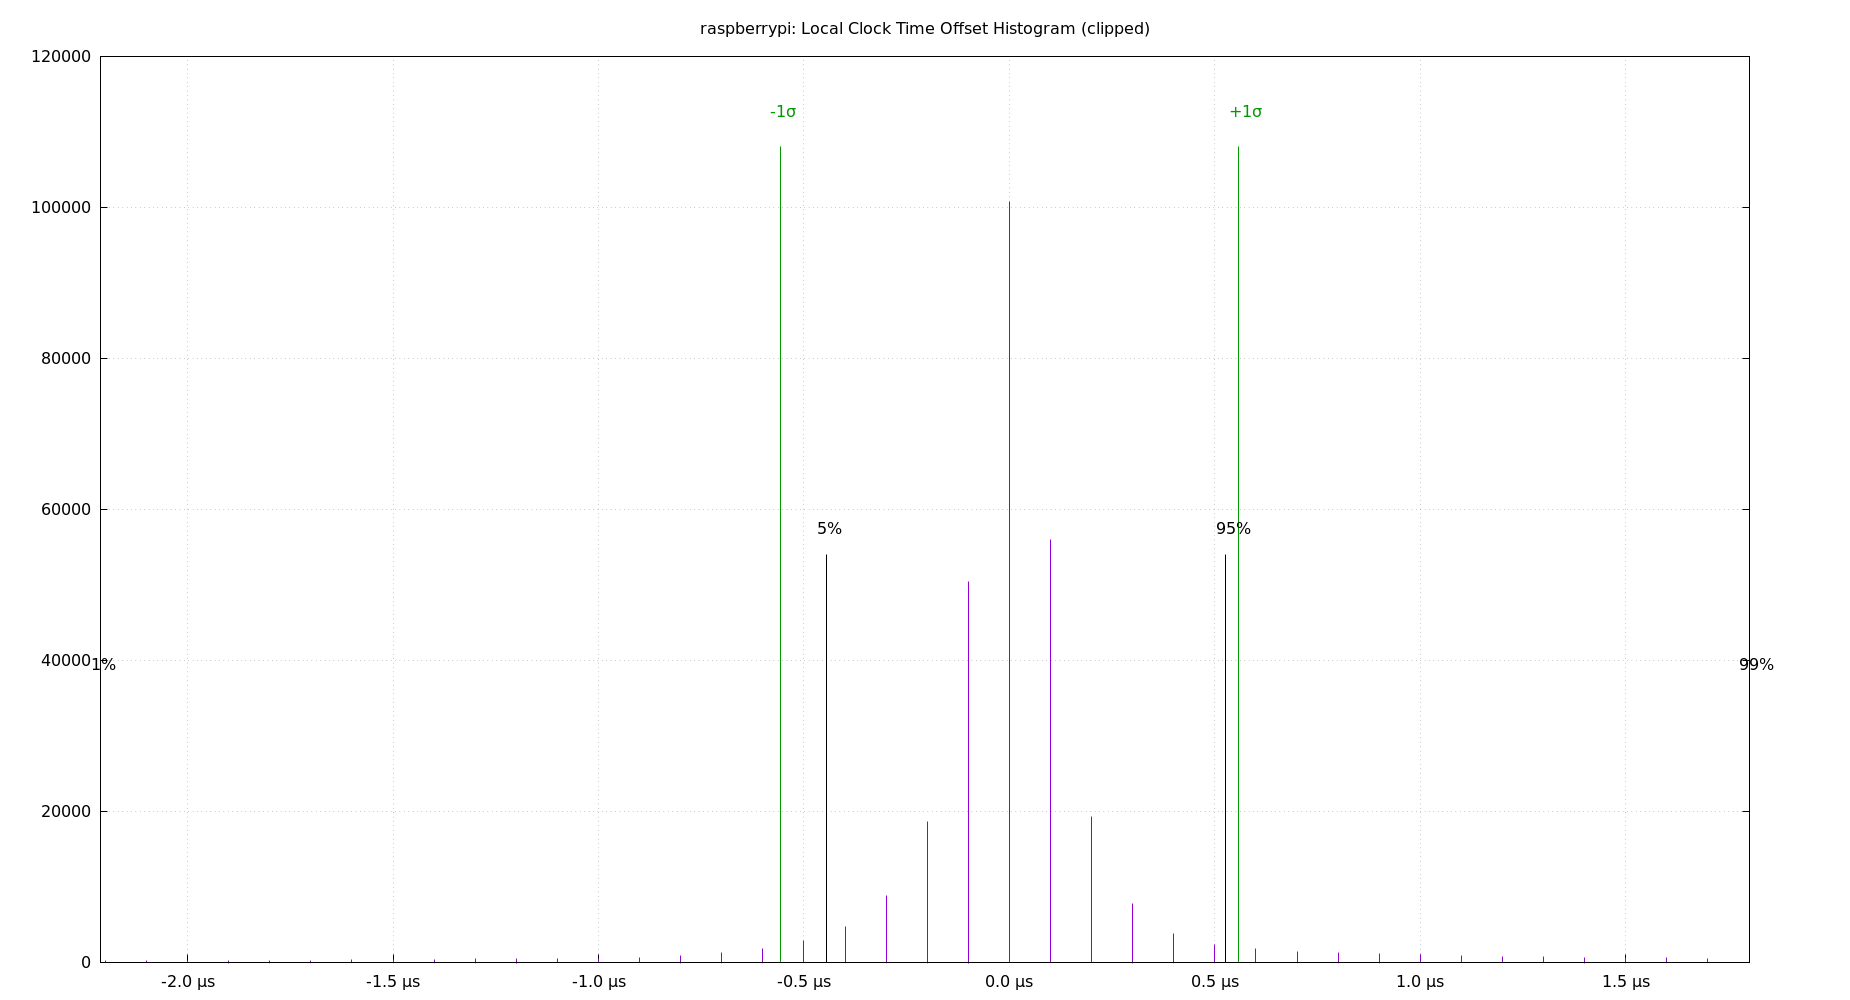 raspberrypi: Local Clock Time Offset Histogram (clipped)
120000
-1σ
+1σ
100000
80000
60000
5%
95%
40000
1%
99%
20000
0
-2.0 µs
-1.5 µs
-1.0 µs
-0.5 µs
0.0 µs
0.5 µs
1.0 µs
1.5 µs